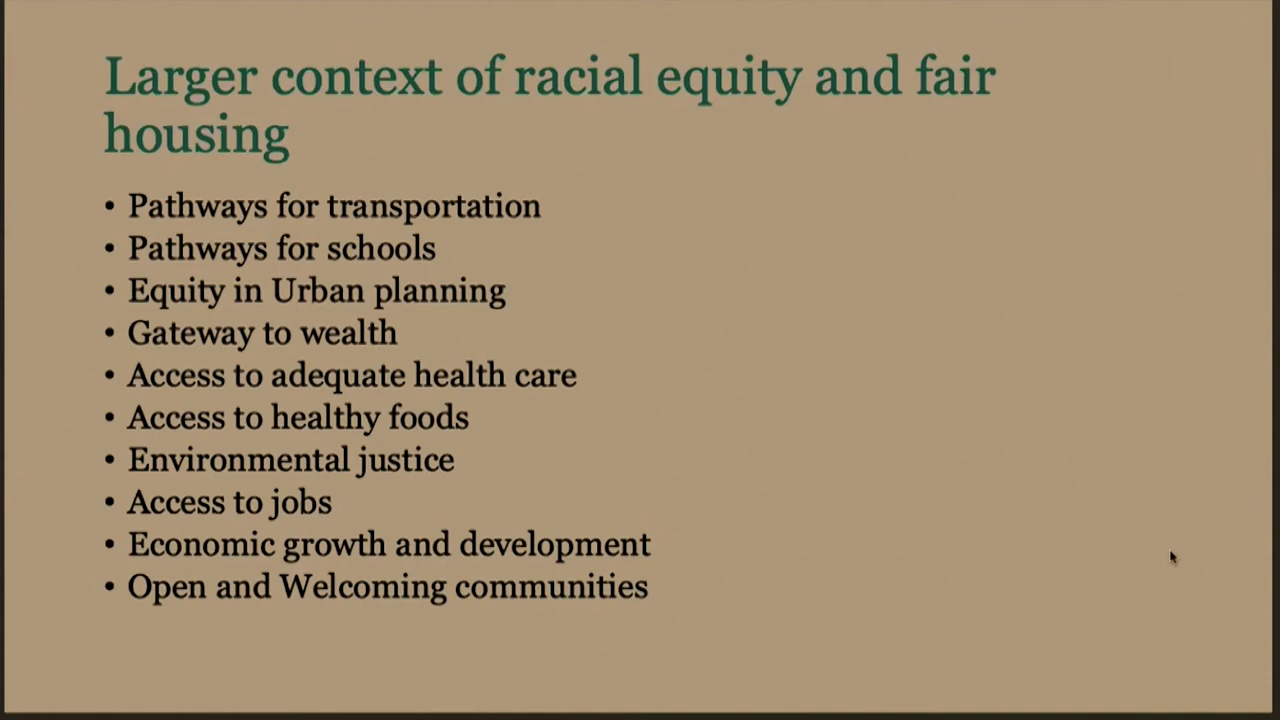 Larger context of racial equity and fair
housing
• Pathways for transportation
• Pathways for schools
• Equity in Urban planning
• Gateway to wealth
• Access to adequate health care
• Access to healthy foods
• Environmental justice
• Access to jobs
• Economic growth and development
• Open and Welcoming communities